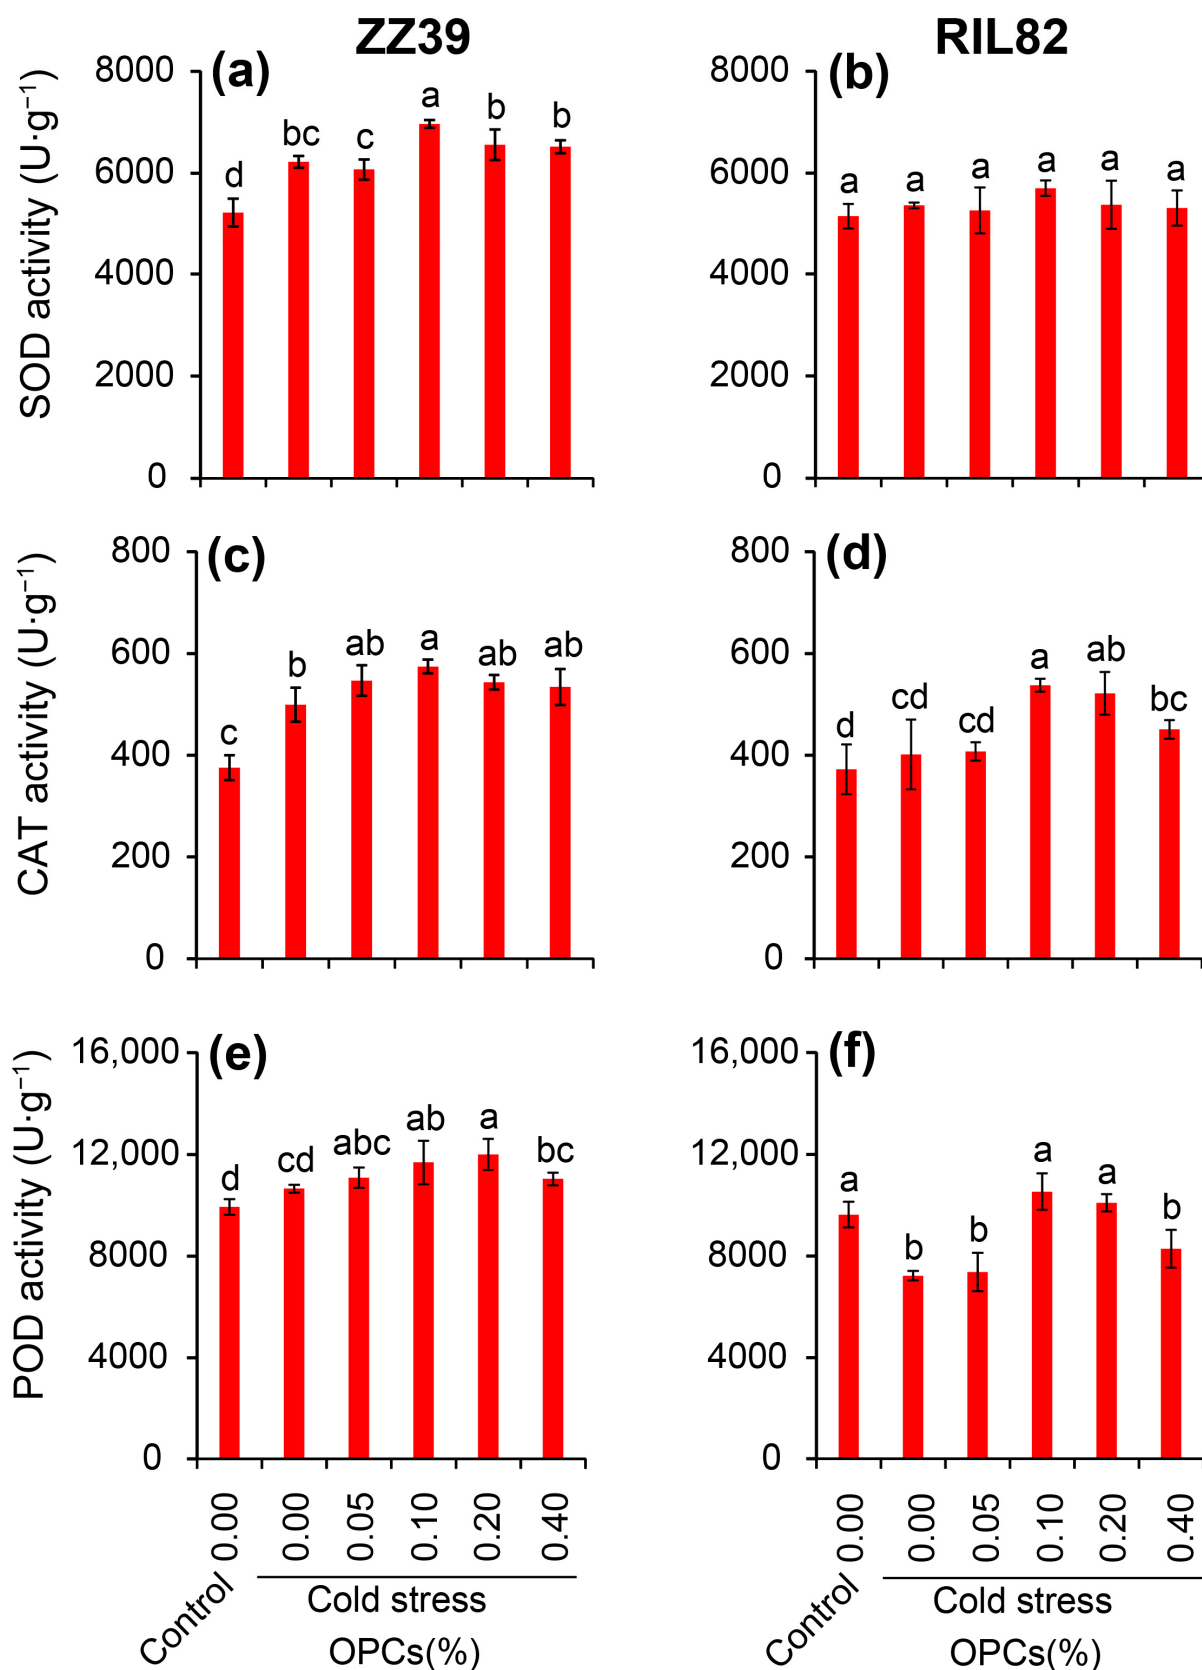 ZZ39
RIL82
(a)
(b)
SOD activity (U·g⁻¹)
8000
6000
4000
2000
0
d
bc
c
a
b
b
8000
6000
4000
2000
0
a
a
a
a
a
a
(c)
(d)
CAT activity (U·g⁻¹)
800
600
400
200
0
c
b
ab
a
ab
ab
800
600
400
200
0
d
cd
cd
a
ab
bc
(e)
(f)
POD activity (U·g⁻¹)
16,000
12,000
8000
4000
0
d
cd
abc
ab
a
bc
16,000
12,000
8000
4000
0
a
b
b
a
a
b
0.00
0.00
0.05
0.10
0.20
0.40
Control
Cold stress
OPCs(%)
0.00
0.00
0.05
0.10
0.20
0.40
Control
Cold stress
OPCs(%)